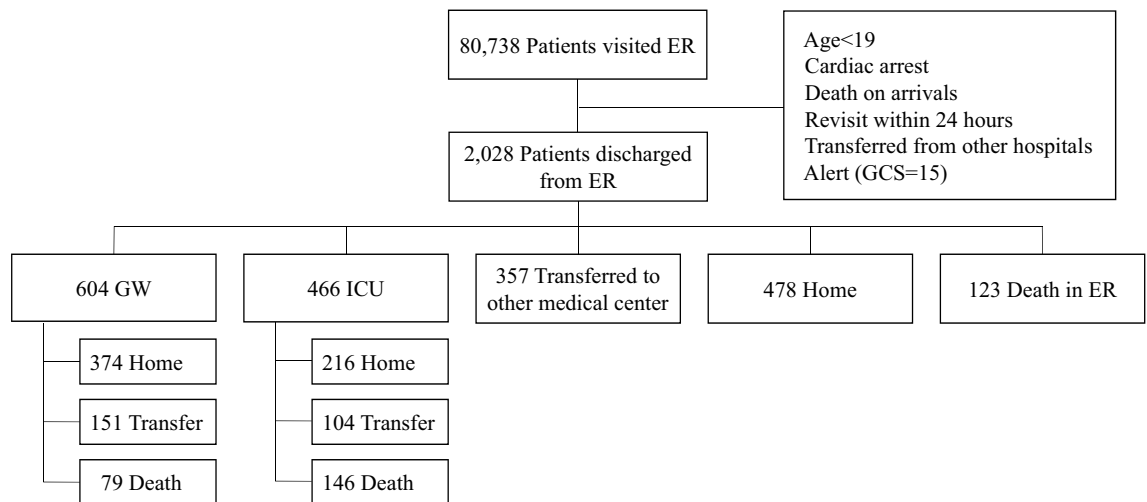 80,738 Patients visited ER
Age<19
Cardiac arrest
Death on arrivals
Revisit within 24 hours
Transferred from other hospitals
Alert (GCS=15)
2,028 Patients discharged
from ER
604 GW
466 ICU
357 Transferred to
other medical center
478 Home
123 Death in ER
374 Home
151 Transfer
79 Death
216 Home
104 Transfer
146 Death